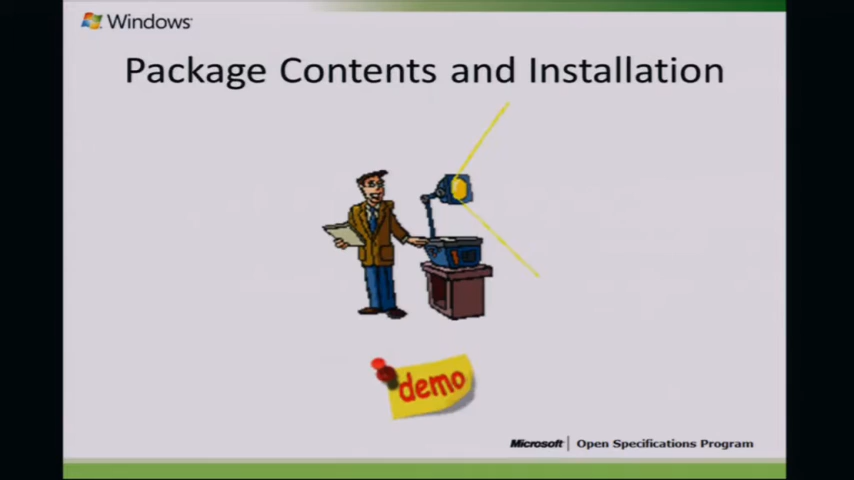 Windows
Package Contents and Installation
demo
Microsoft | Open Specifications Program